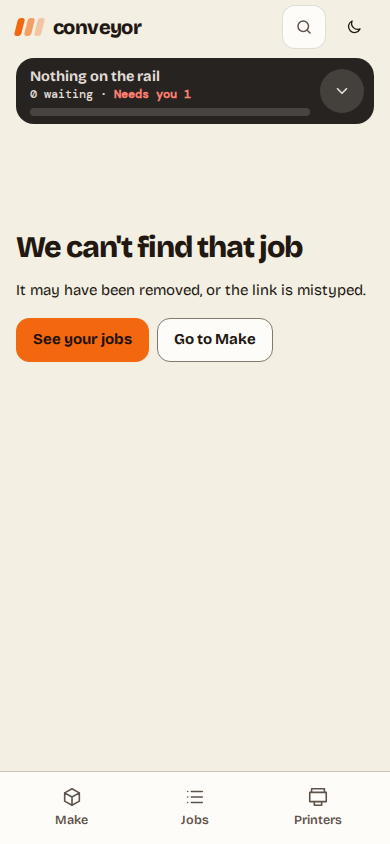 conveyor
Nothing on the rail
0 waiting · Needs you 1
We can't find that job
It may have been removed, or the link is mistyped.
See your jobs
Go to Make
Make
Jobs
Printers